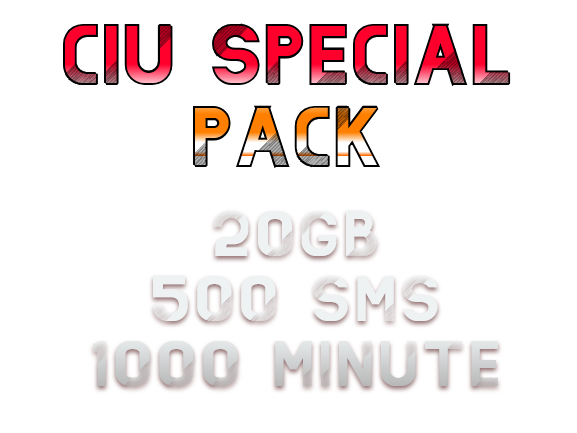 CIU SPECIAL
PACK
20GB
500 SMS
1000 MINUTE